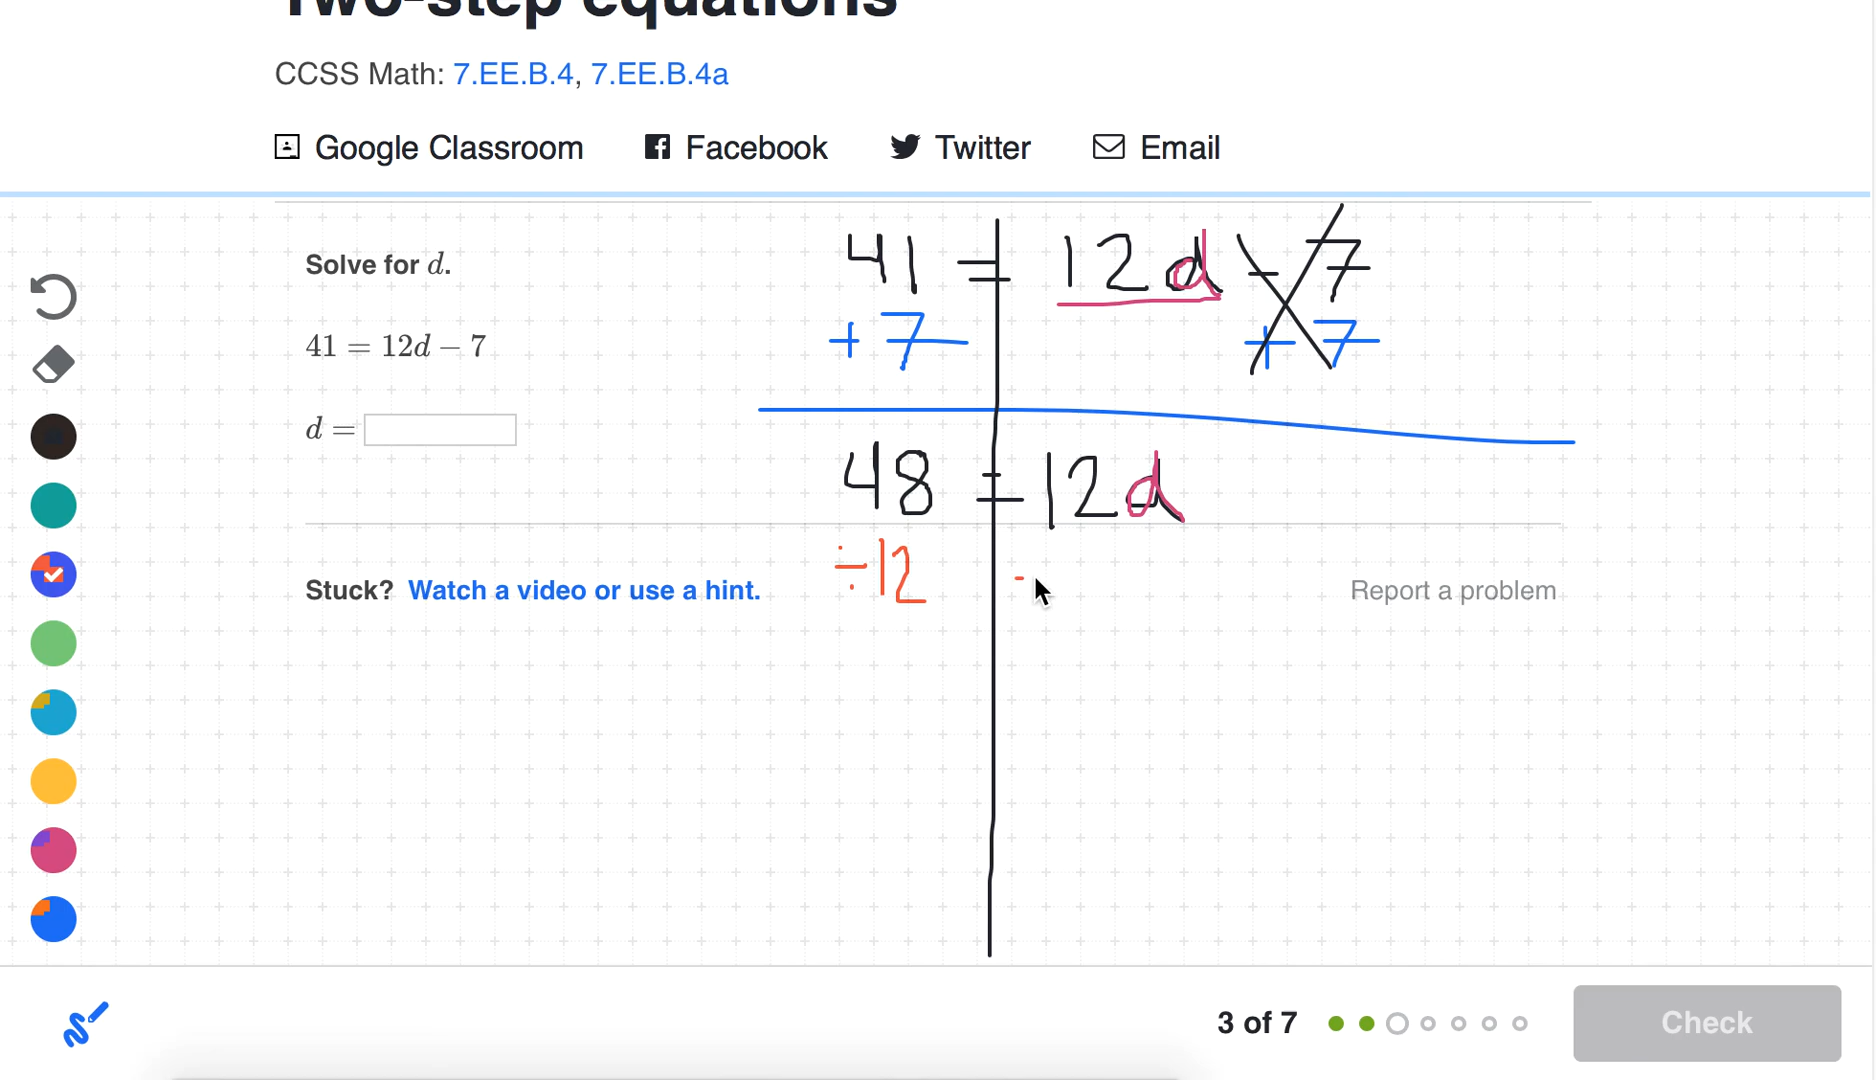 Two-step equations
CCSS Math: 7.EE.B.4, 7.EE.B.4a
Google Classroom Facebook Twitter Email
Solve for d.
41 = 12d − 7
d =
41 = 12d - 7
+7 +7
48 = 12d
÷12 -
Stuck? Watch a video or use a hint.
Report a problem
3 of 7
Check